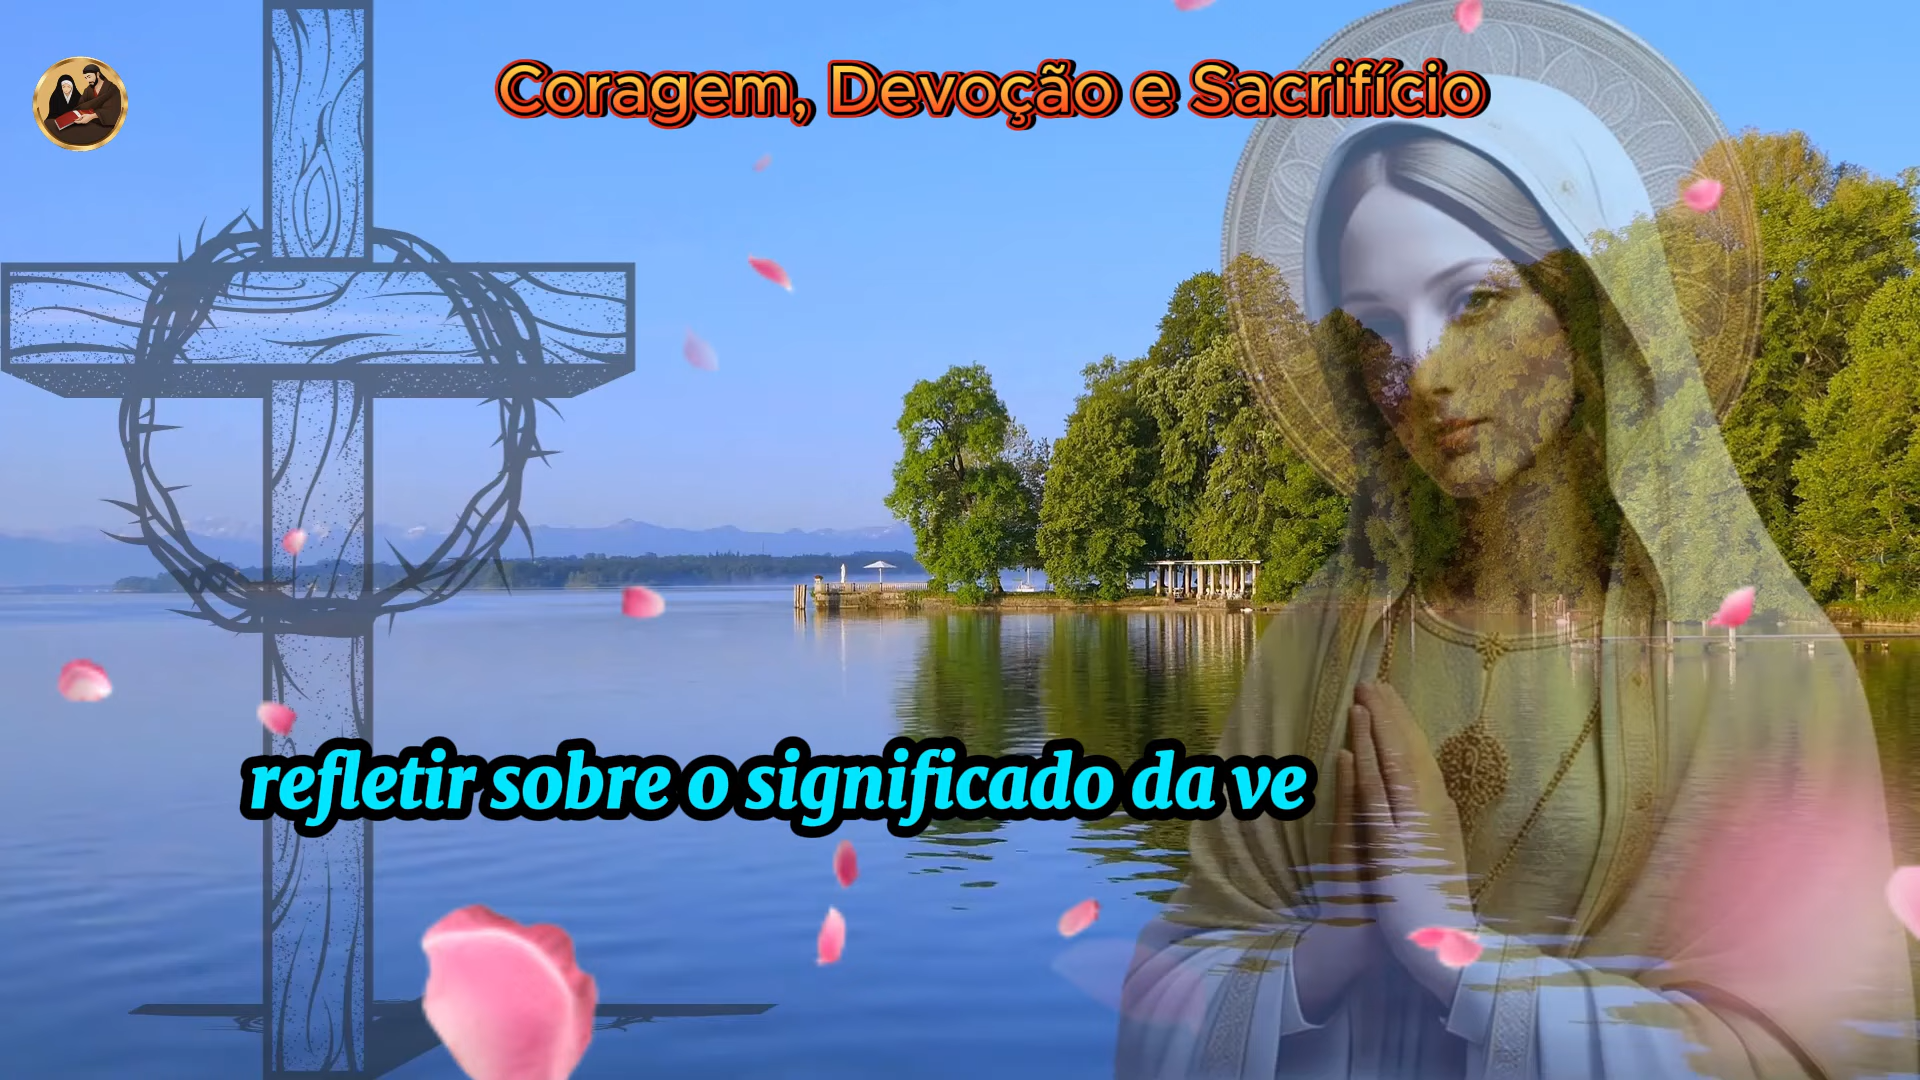 Coragem, Devoção e Sacrifício
refletir sobre o significado da ve